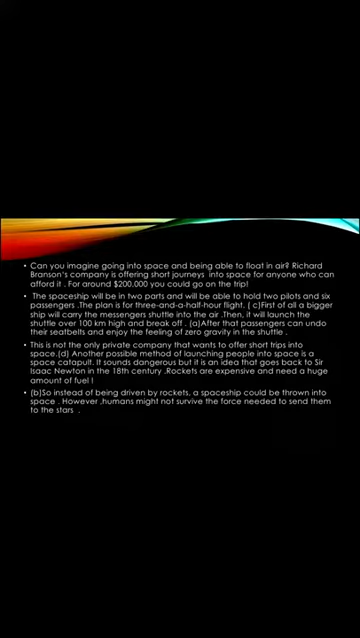 • Can you imagine going into space and being able to float in air? Richard
Branson's company is offering short journeys into space for anyone who can
afford it . For around $200.000 you could go on the trip!
• The spaceship will be in two parts and will be able to hold two pilots and six
passengers .The plan is for three-and-a-half-hour flight. ( c)First of all a bigger
ship will carry the messengers shuttle into the air .Then, it will launch the
shuttle over 100 km high and break off . (a)After that passengers can undo
their seatbelts and enjoy the feeling of zero gravity in the shuttle .
• This is not the only private company that wants to offer short trips into
space.(d) Another possible method of launching people into space is a
space catapult. It sounds dangerous but it is an idea that goes back to Sir
Isaac Newton in the 18th century .Rockets are expensive and need a huge
amount of fuel !
• (b)So instead of being driven by rockets, a spaceship could be thrown into
space . However ,humans might not survive the force needed to send them
to the stars .